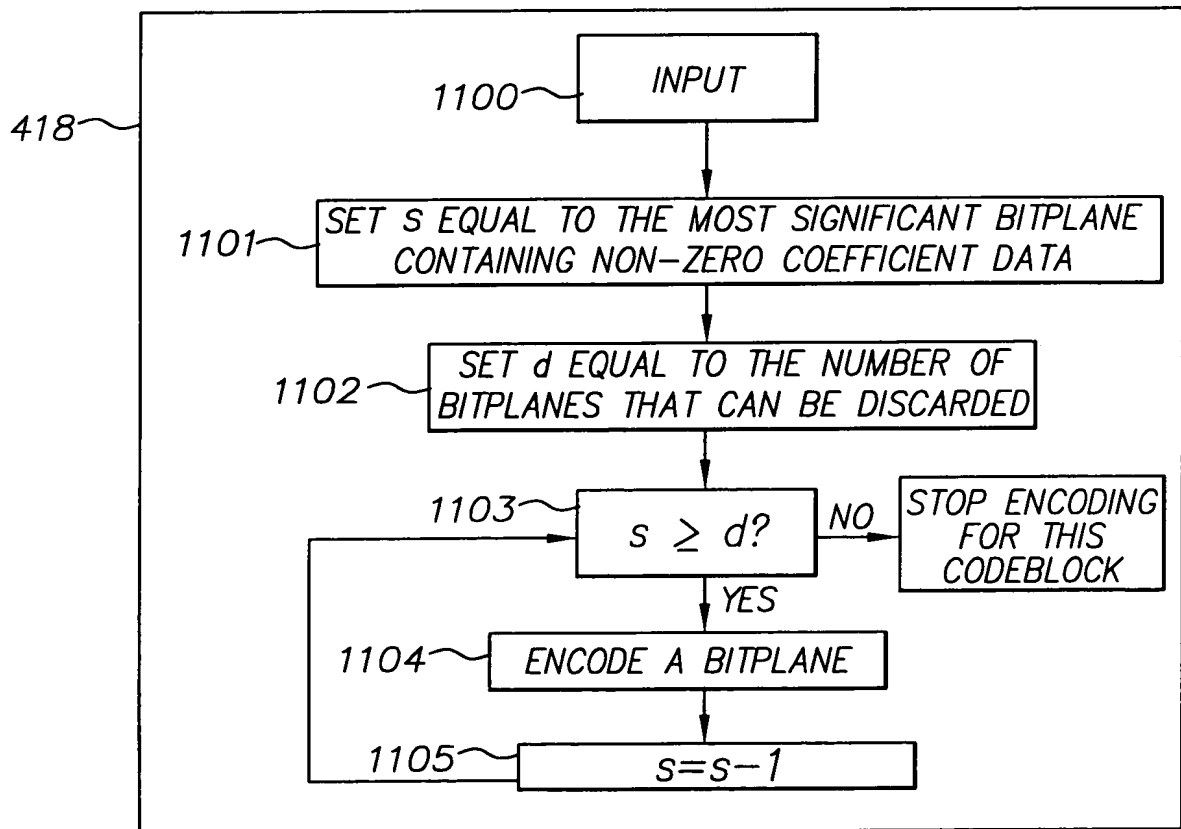 418
1100
INPUT
1101
SET s EQUAL TO THE MOST SIGNIFICANT BITPLANE
CONTAINING NON-ZERO COEFFICIENT DATA
1102
SET d EQUAL TO THE NUMBER OF
BITPLANES THAT CAN BE DISCARDED
1103
s ≥ d?
NO
STOP ENCODING
FOR THIS
CODEBLOCK
YES
1104
ENCODE A BITPLANE
1105
s=s-1